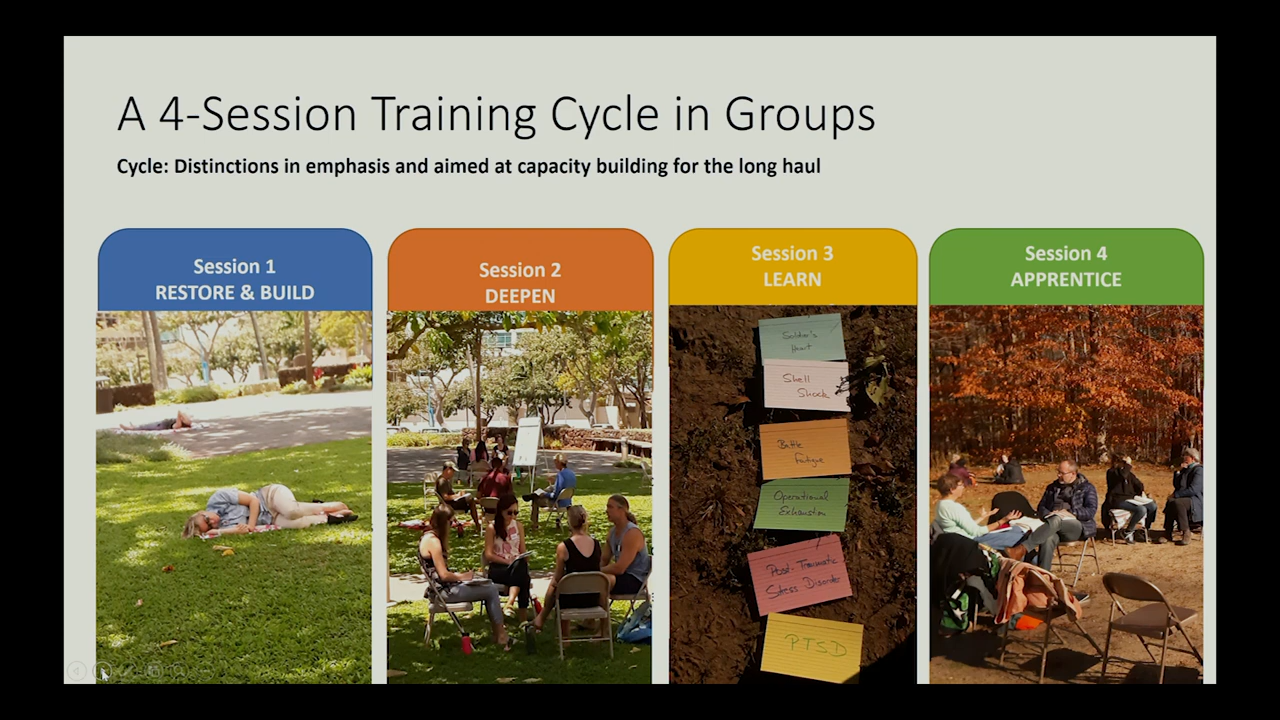 A 4-Session Training Cycle in Groups
Cycle: Distinctions in emphasis and aimed at capacity building for the long haul
Session 1
RESTORE & BUILD
Session 2
DEEPEN
Session 3
LEARN
Session 4
APPRENTICE
Soldier's
Heart
Shell
Shock
Battle
Fatigue
Operational
Exhaustion
Post-Traumatic
Stress Disorder
PTSD